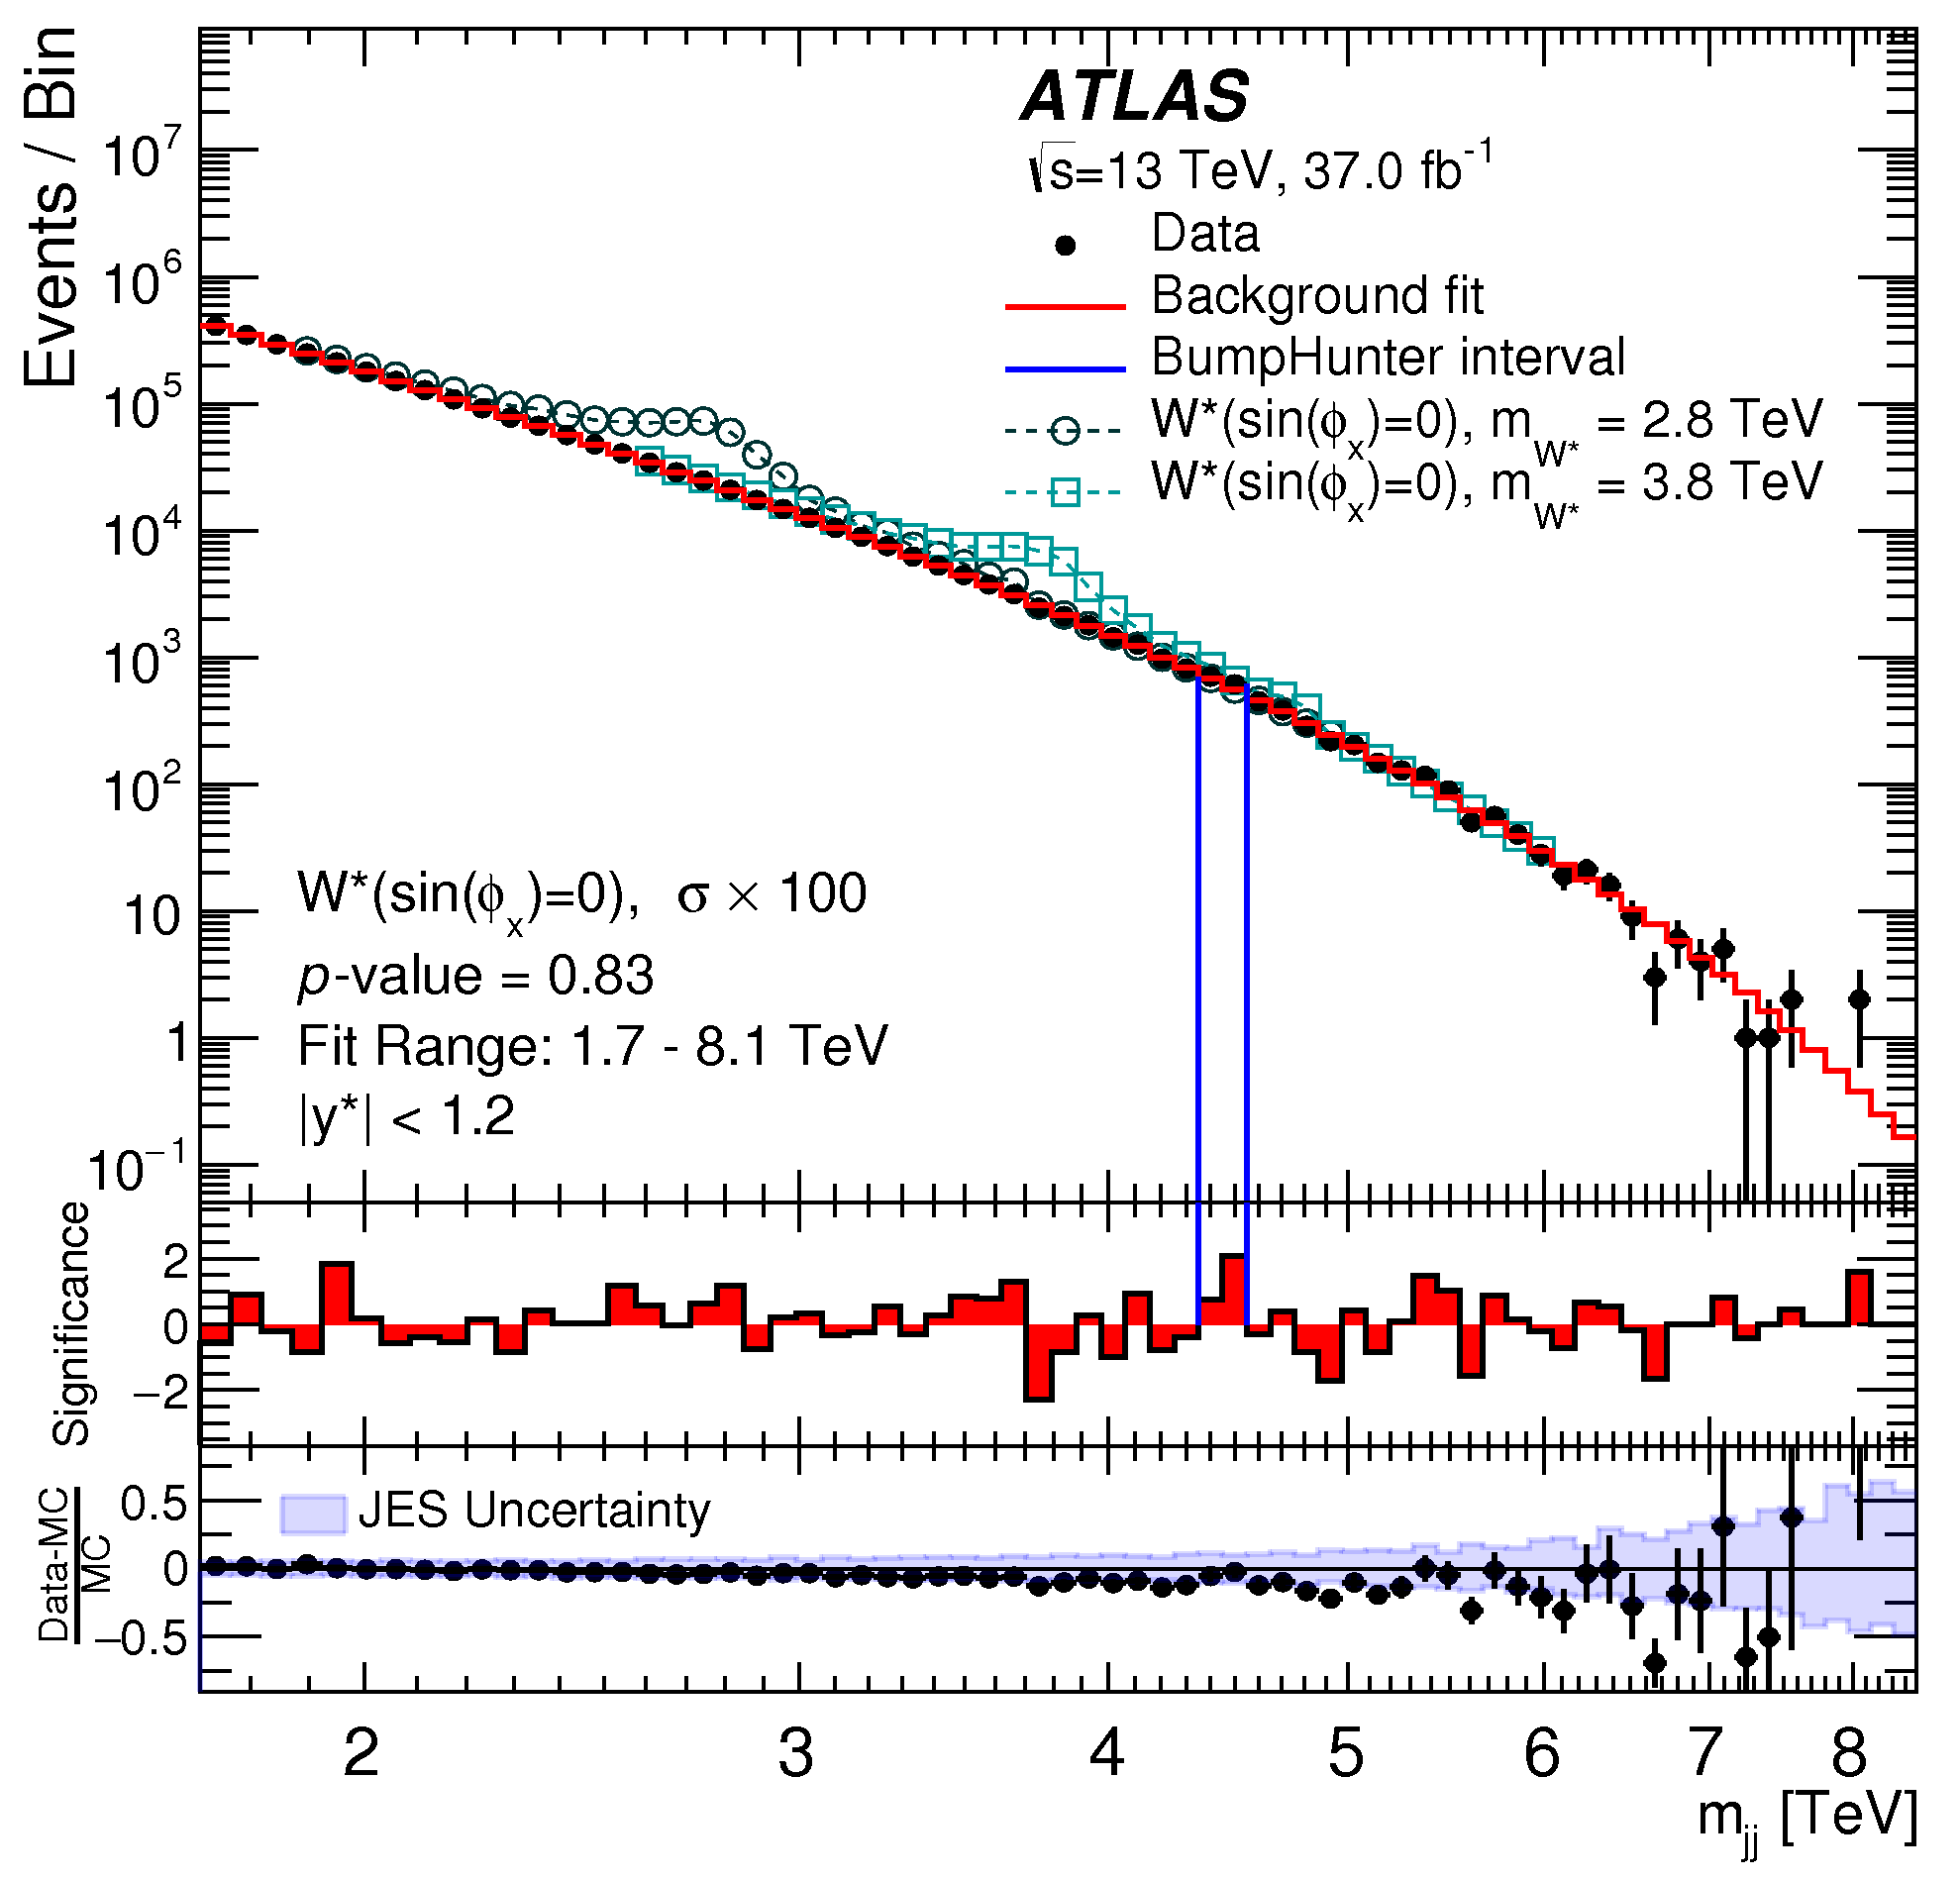 Events / Bin
10⁷
10⁶
10⁵
10⁴
10³
10²
10
1
10⁻¹
ATLAS
√s=13 TeV, 37.0 fb⁻¹
Data
Background fit
BumpHunter interval
W*(sin(ϕₓ)=0), m_W* = 2.8 TeV
W*(sin(ϕₓ)=0), m_W* = 3.8 TeV
W*(sin(ϕₓ)=0), σ × 100
p-value = 0.83
Fit Range: 1.7 - 8.1 TeV
|y*| < 1.2
Significance
2
0
−2
Data-MC
MC
0.5
0
−0.5
JES Uncertainty
2 3 4 5 6 7 8
m_jj [TeV]